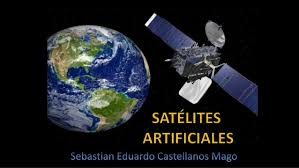 SATÉLITES
ARTIFICIALES
Sebastian Eduardo Castellanos Mago